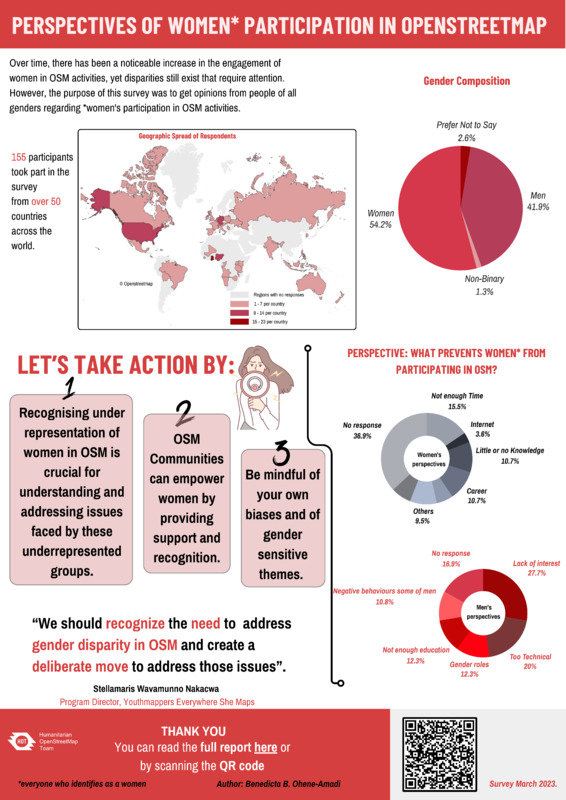 PERSPECTIVES OF WOMEN* PARTICIPATION IN OPENSTREETMAP
Over time, there has been a noticeable increase in the engagement of
women in OSM activities, yet disparities still exist that require attention.
However, the purpose of this survey was to get opinions from people of all
genders regarding *women's participation in OSM activities.
155 participants
took part in the
survey
from over 50
countries
across the
world.
Geographic Spread of Respondents
© Openstreetmap
Regions with no responses
1 - 7 per country
8 - 14 per country
15 - 23 per country
Gender Composition
Prefer Not to Say
2.6%
Men
41.9%
Women
54.2%
Non-Binary
1.3%
LET'S TAKE ACTION BY:
1
Recognising under
representation of
women in OSM is
crucial for
understanding and
addressing issues
faced by these
underrepresented
groups.
2
OSM
Communities
can empower
women by
providing
support and
recognition.
3
Be mindful of
your own
biases and of
gender
sensitive
themes.
PERSPECTIVE: WHAT PREVENTS WOMEN* FROM
PARTICIPATING IN OSM?
Not enough Time
15.5%
No response
36.9%
Internet
3.6%
Little or no Knowledge
10.7%
Women's
perspectives
Career
10.7%
Others
9.5%
No response
16.9%
Lack of interest
27.7%
Negative behaviours some of men
10.8%
Men's
perspectives
Not enough education
12.3%
Gender roles
12.3%
Too Technical
20%
“We should recognize the need to address
gender disparity in OSM and create a
deliberate move to address those issues”.
Stellamaris Wavamunno Nakacwa
Program Director, Youthmappers Everywhere She Maps
HOT
Humanitarian
OpenStreetMap
Team
THANK YOU
You can read the full report here or
by scanning the QR code
*everyone who identifies as a women
Author: Benedicta B. Ohene-Amadi
Survey March 2023.